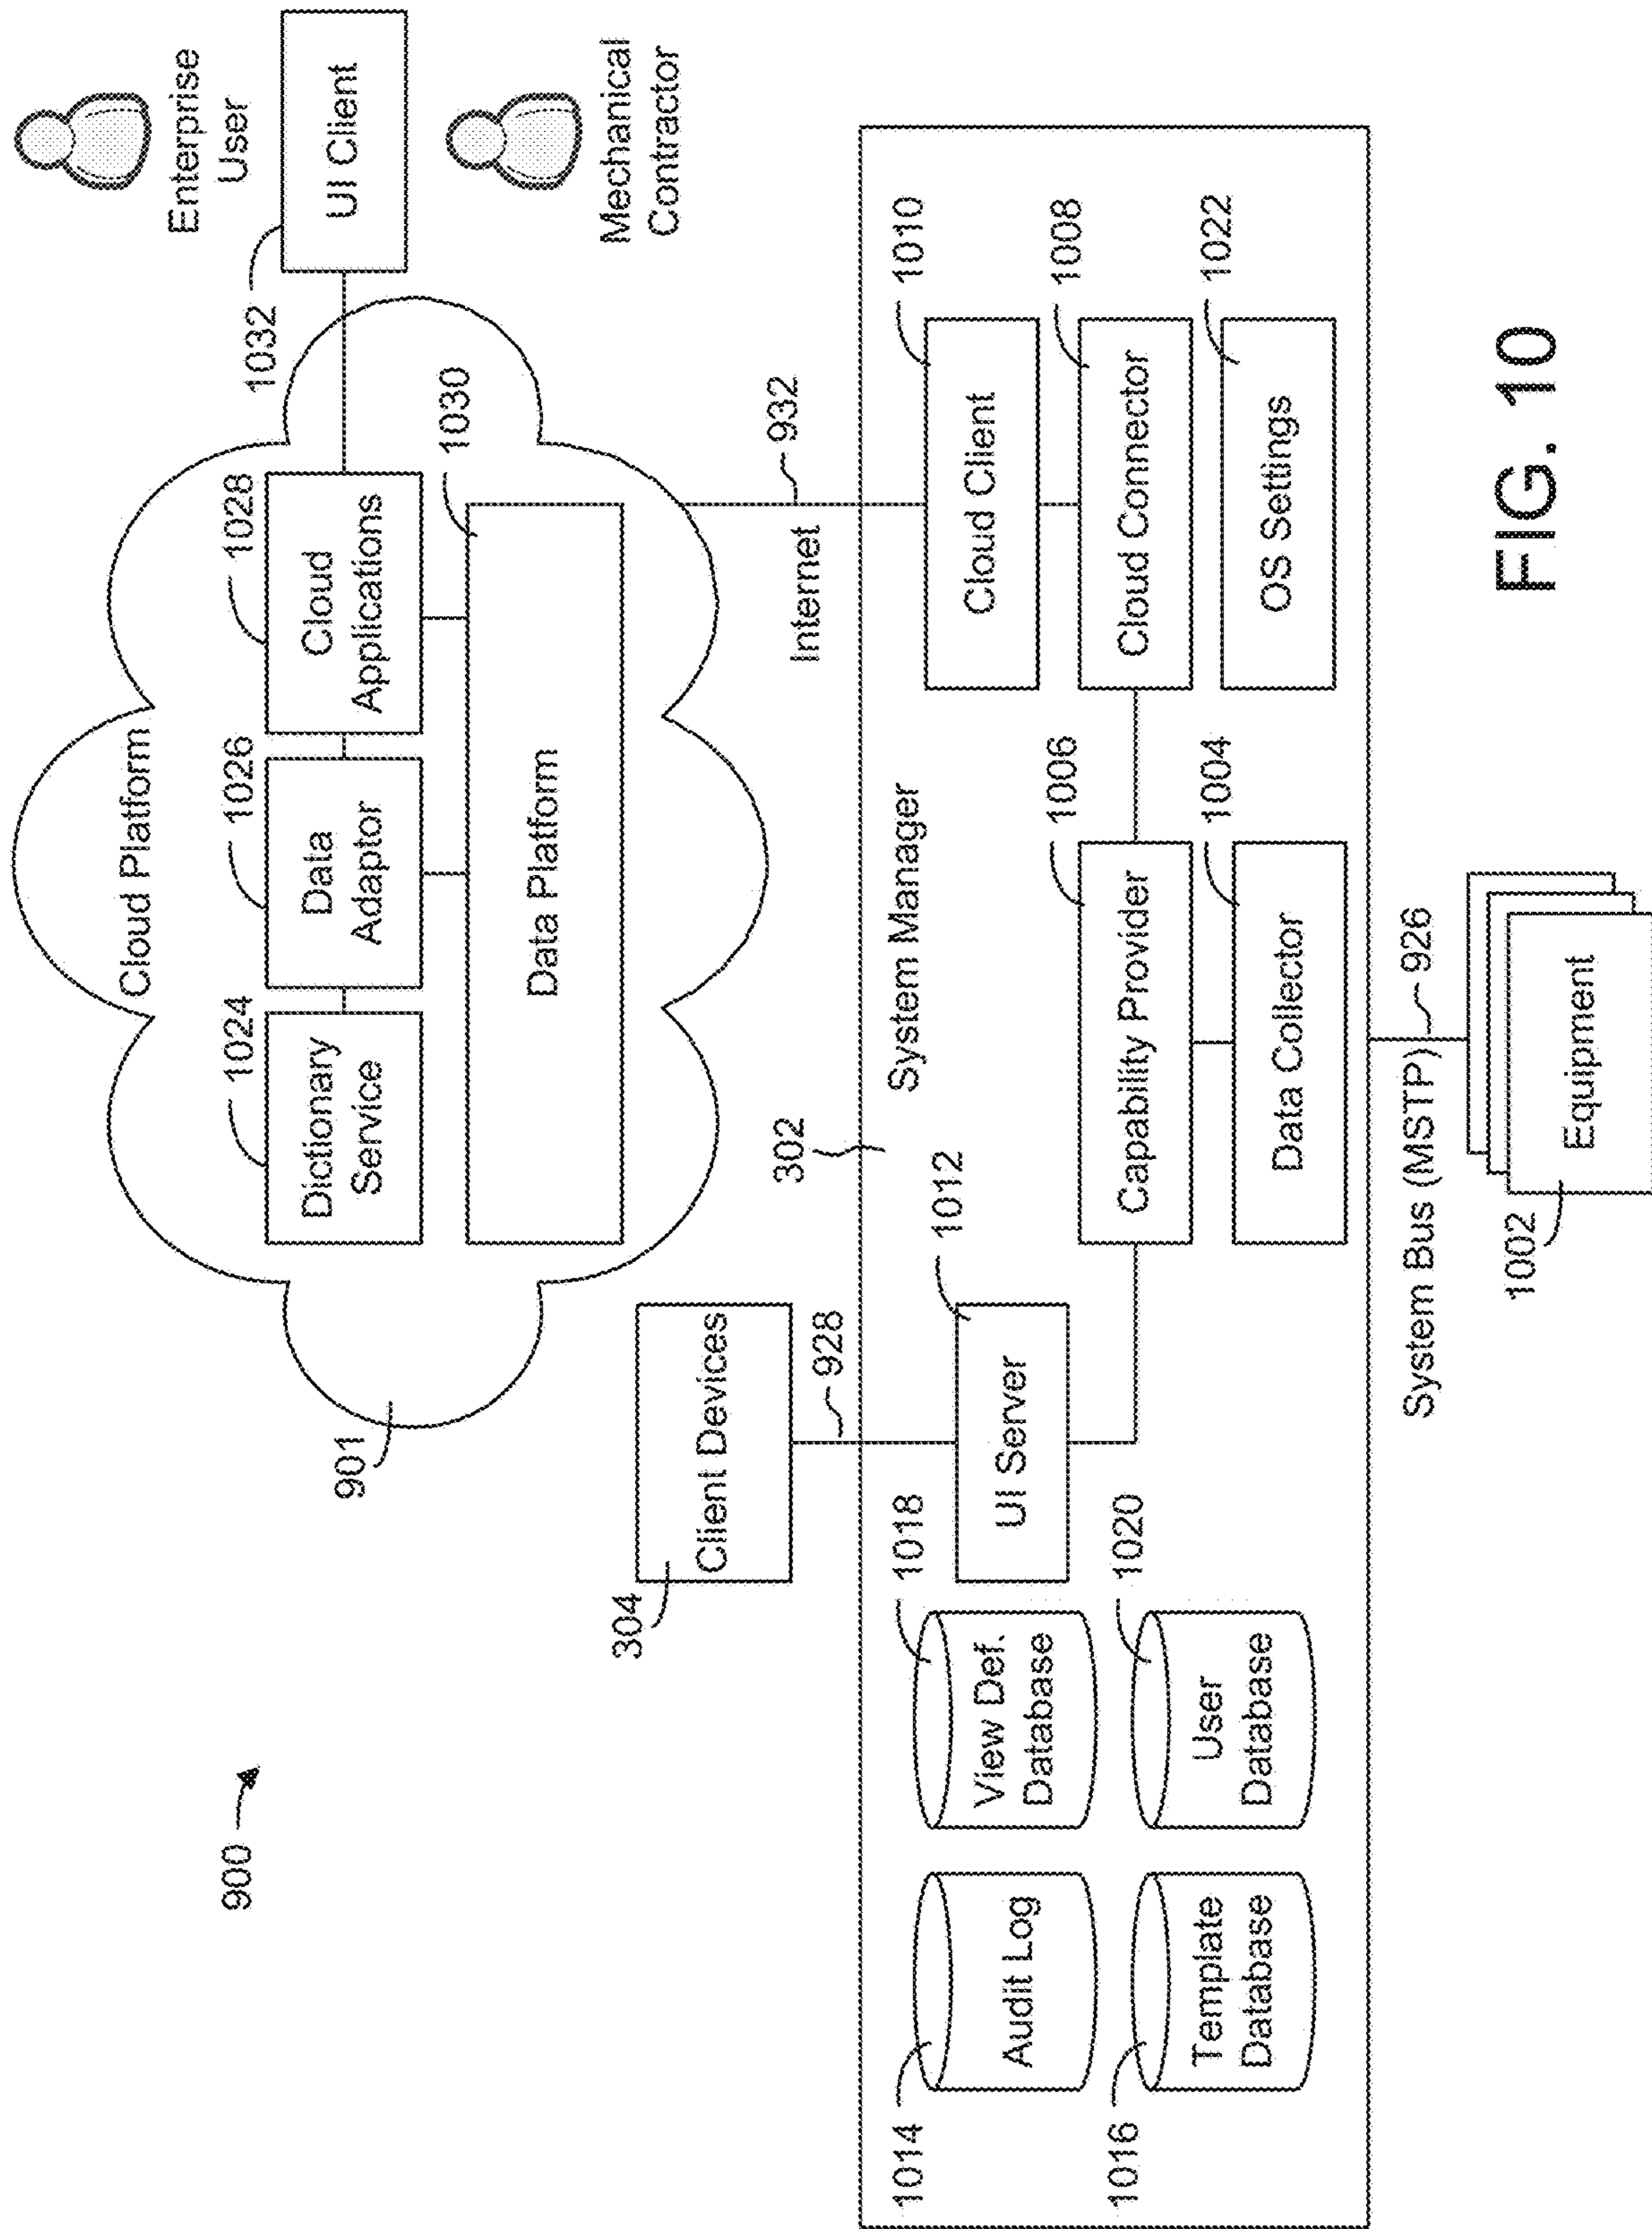 900
Cloud Platform
901
1024
Dictionary
Service
1026
Data
Adaptor
1028
Cloud
Applications
1030
Data Platform
1032
UI Client
Enterprise
User
Mechanical
Contractor
304
Client Devices
928
Internet
932
302
System Manager
1014
Audit Log
1018
View Def.
Database
1016
Template
Database
1020
User
Database
1012
UI Server
1006
Capability Provider
1004
Data Collector
1010
Cloud Client
1008
Cloud Connector
1022
OS Settings
System Bus (MSTP)
926
1002
Equipment
FIG. 10